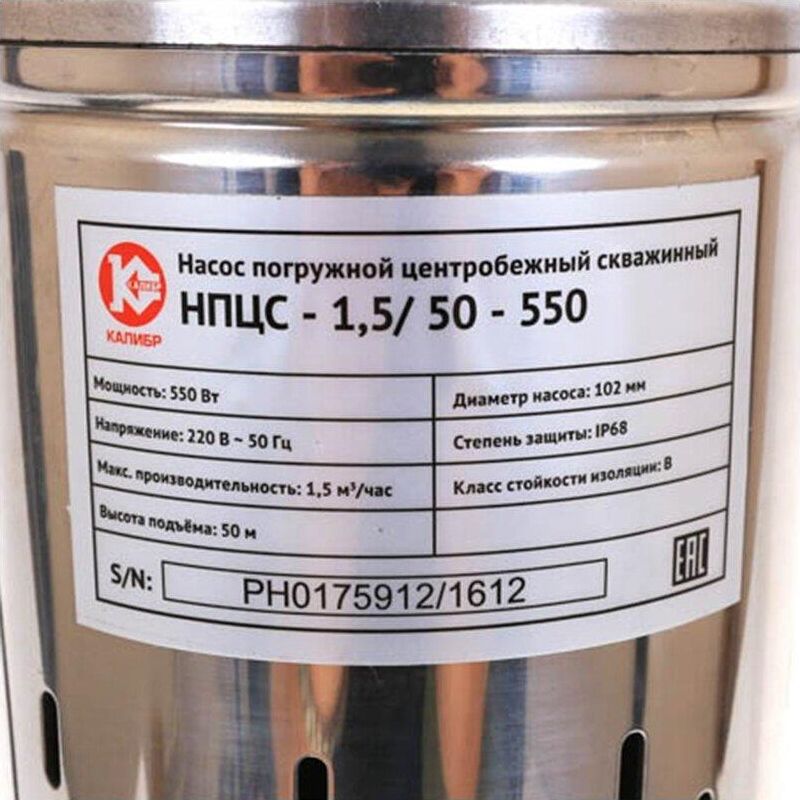 Насос погружной центробежный скважинный
НПЦС - 1,5/ 50 - 550
КАЛИБР
Мощность: 550 Вт
Диаметр насоса: 102 мм
Напряжение: 220 В ~ 50 Гц
Степень защиты: IP68
Макс. производительность: 1,5 м³/час
Класс стойкости изоляции: В
Высота подъёма: 50 м
S/N: PH0175912/1612
EAC